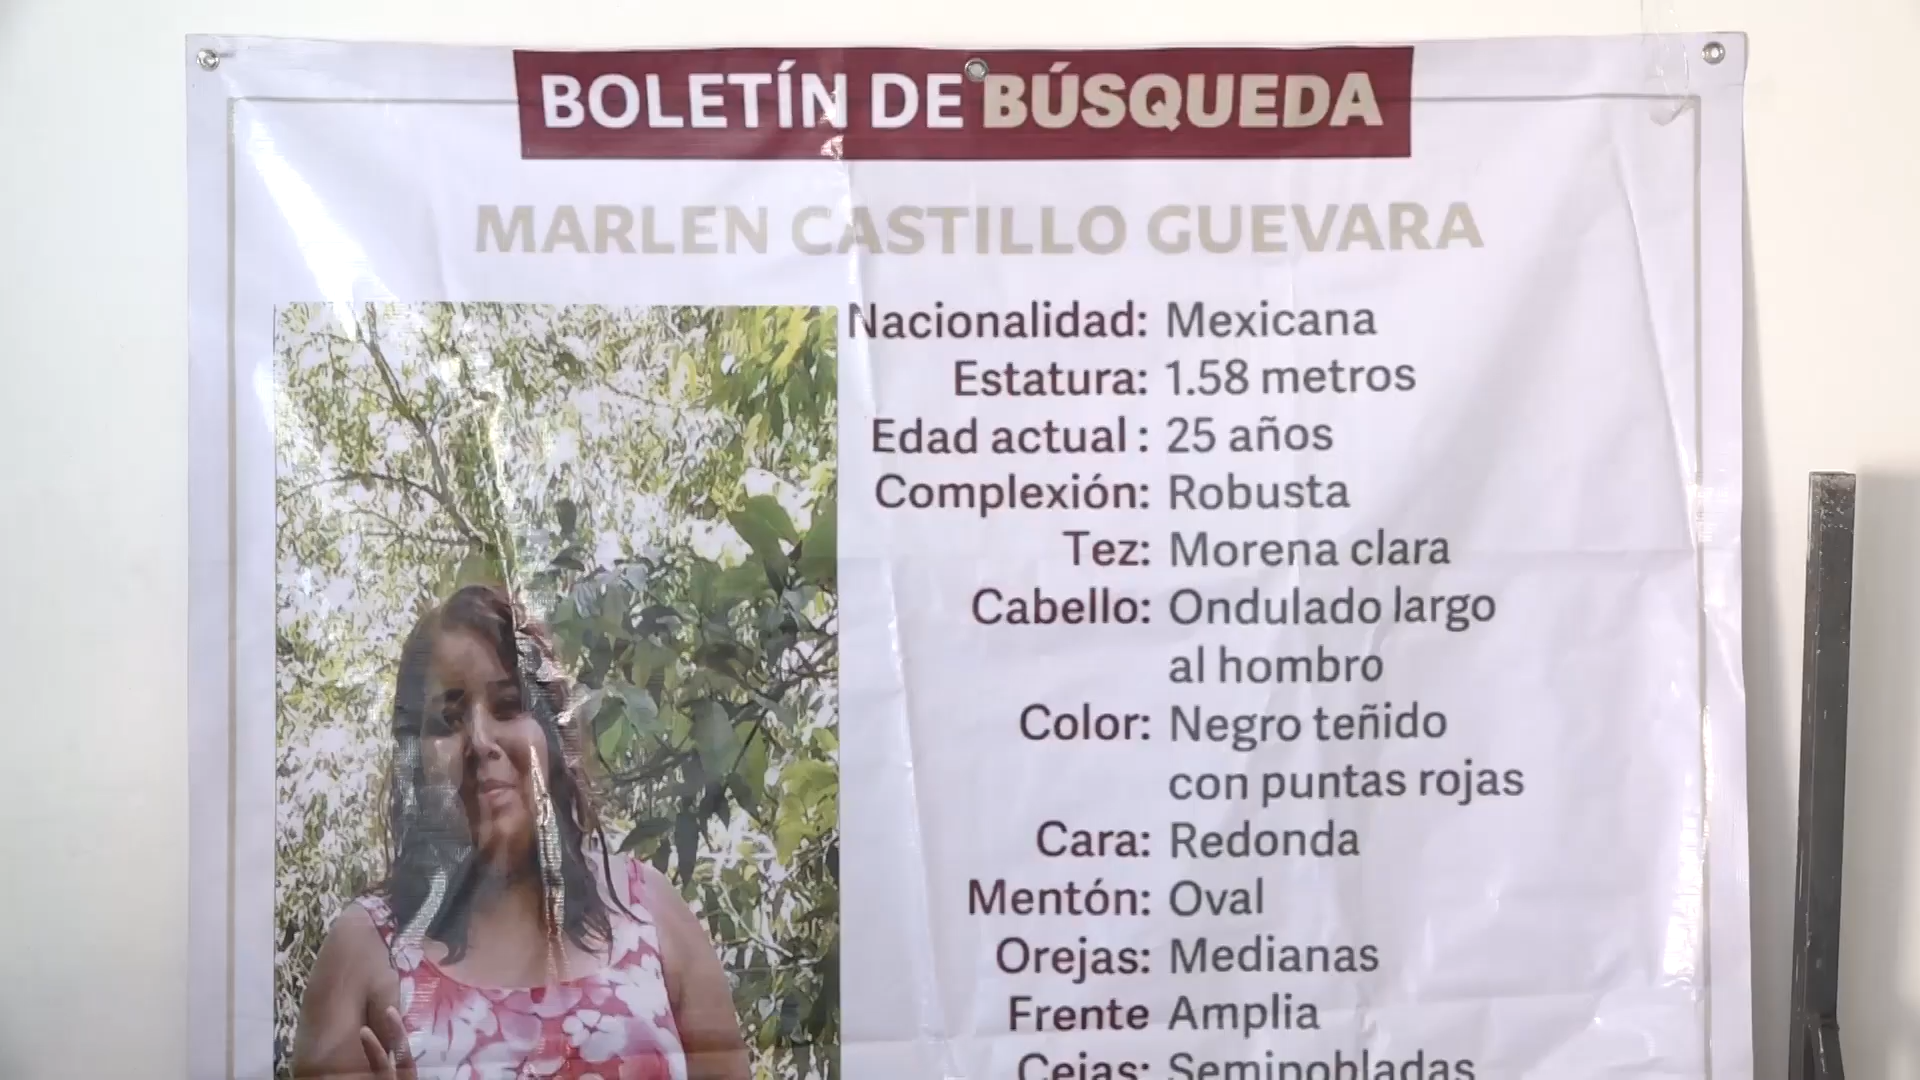 BOLETÍN DE BÚSQUEDA
MARLEN CASTILLO GUEVARA
Nacionalidad: Mexicana
Estatura: 1.58 metros
Edad actual : 25 años
Complexión: Robusta
Tez: Morena clara
Cabello: Ondulado largo
al hombro
Color: Negro teñido
con puntas rojas
Cara: Redonda
Mentón: Oval
Orejas: Medianas
Frente Amplia
Cejas: Semipobladas